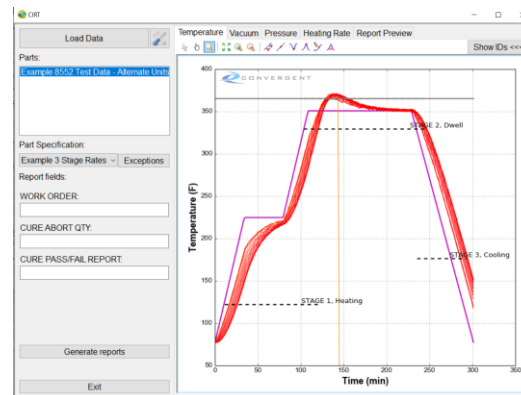 CRT
Load Data
Parts:
Example 8552 Test Data - Alternate Units
Part Specification:
Example 3 Stage Rates
Exceptions
Report fields:
WORK ORDER:
CURE ABORT QTY:
CURE PASS/FAIL REPORT:
Generate reports
Exit
Temperature Vacuum Pressure Heating Rate Report Preview
Show IDs <<<
CONVERGENT
Temperature (F)
400
350
300
250
200
150
100
50
STAGE 2, Dwell
STAGE 3, Cooling
STAGE 1, Heating
0 50 100 150 200 250 300 350
Time (min)